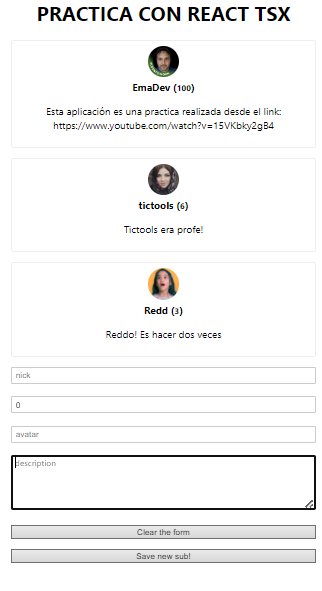 PRACTICA CON REACT TSX
EmaDev (100)
Esta aplicación es una practica realizada desde el link:
https://www.youtube.com/watch?v=15VKbky2gB4
tictools (6)
Tictools era profe!
Redd (3)
Reddo! Es hacer dos veces
nick
0
avatar
description
Clear the form
Save new sub!